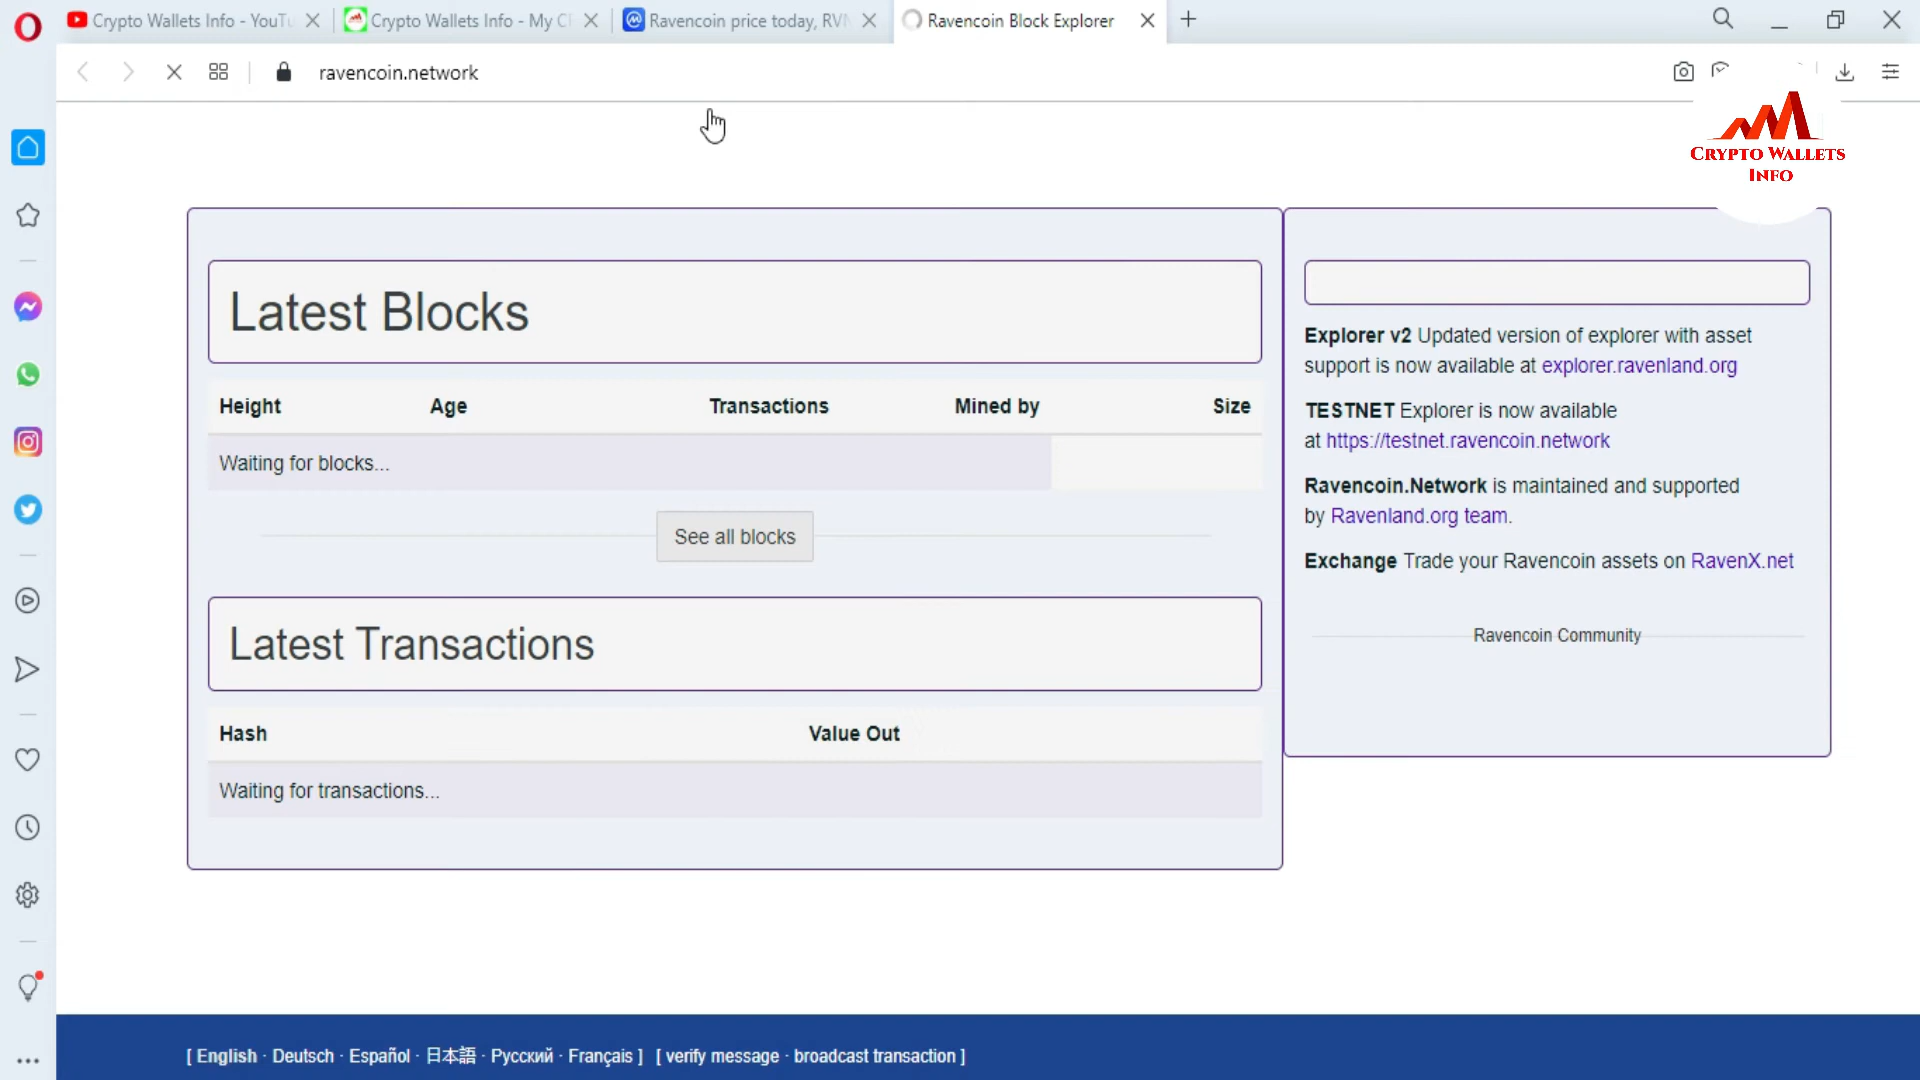 Crypto Wallets Info - YouTu
Crypto Wallets Info - My C
Ravencoin price today, RVN
Ravencoin Block Explorer
ravencoin.network
CRYPTO WALLETS
INFO
Latest Blocks
Height Age Transactions Mined by Size
Waiting for blocks...
See all blocks
Latest Transactions
Hash Value Out
Waiting for transactions...
Explorer v2 Updated version of explorer with asset
support is now available at explorer.ravenland.org
TESTNET Explorer is now available
at https://testnet.ravencoin.network
Ravencoin.Network is maintained and supported
by Ravenland.org team.
Exchange Trade your Ravencoin assets on RavenX.net
Ravencoin Community
[ English · Deutsch · Español · 日本語 · Русский · Français ] [ verify message · broadcast transaction ]